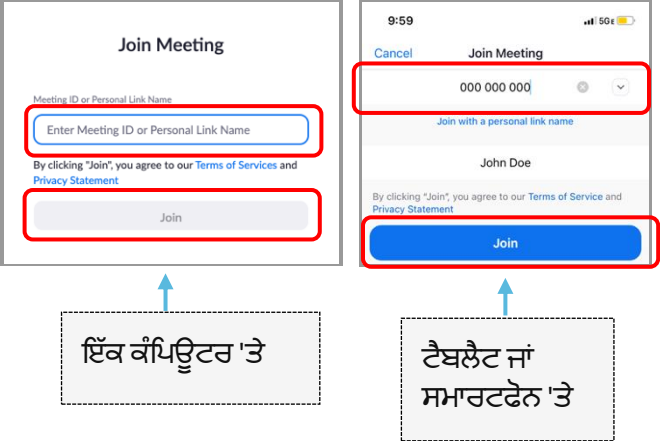 Join Meeting
Meeting ID or Personal Link Name
Enter Meeting ID or Personal Link Name
By clicking "Join", you agree to our Terms of Services and
Privacy Statement
Join
9:59
5GE
Cancel
Join Meeting
000 000 000
Join with a personal link name
John Doe
By clicking "Join", you agree to our Terms of Service and
Privacy Statement
Join
ਇੱਕ ਕੰਪਿਊਟਰ 'ਤੇ
ਟੈਬਲੈਟ ਜਾਂ
ਸਮਾਰਟਫੋਨ 'ਤੇ